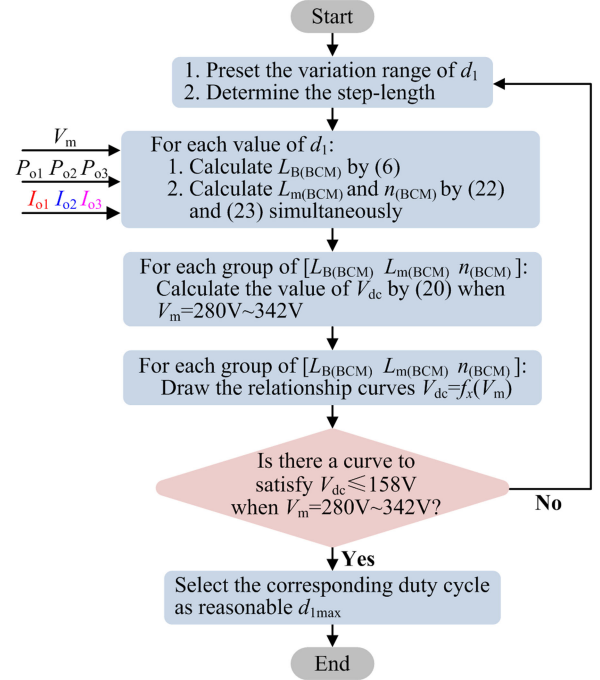 Start
1. Preset the variation range of d1
2. Determine the step-length
Vm
Po1 Po2 Po3
Io1 Io2 Io3
For each value of d1:
1. Calculate LB(BCM) by (6)
2. Calculate Lm(BCM) and n(BCM) by (22)
and (23) simultaneously
For each group of [LB(BCM) Lm(BCM) n(BCM)]:
Calculate the value of Vdc by (20) when
Vm=280V~342V
For each group of [LB(BCM) Lm(BCM) n(BCM)]:
Draw the relationship curves Vdc=fx(Vm)
Is there a curve to
satisfy Vdc≤158V
when Vm=280V~342V?
No
Yes
Select the corresponding duty cycle
as reasonable d1max
End